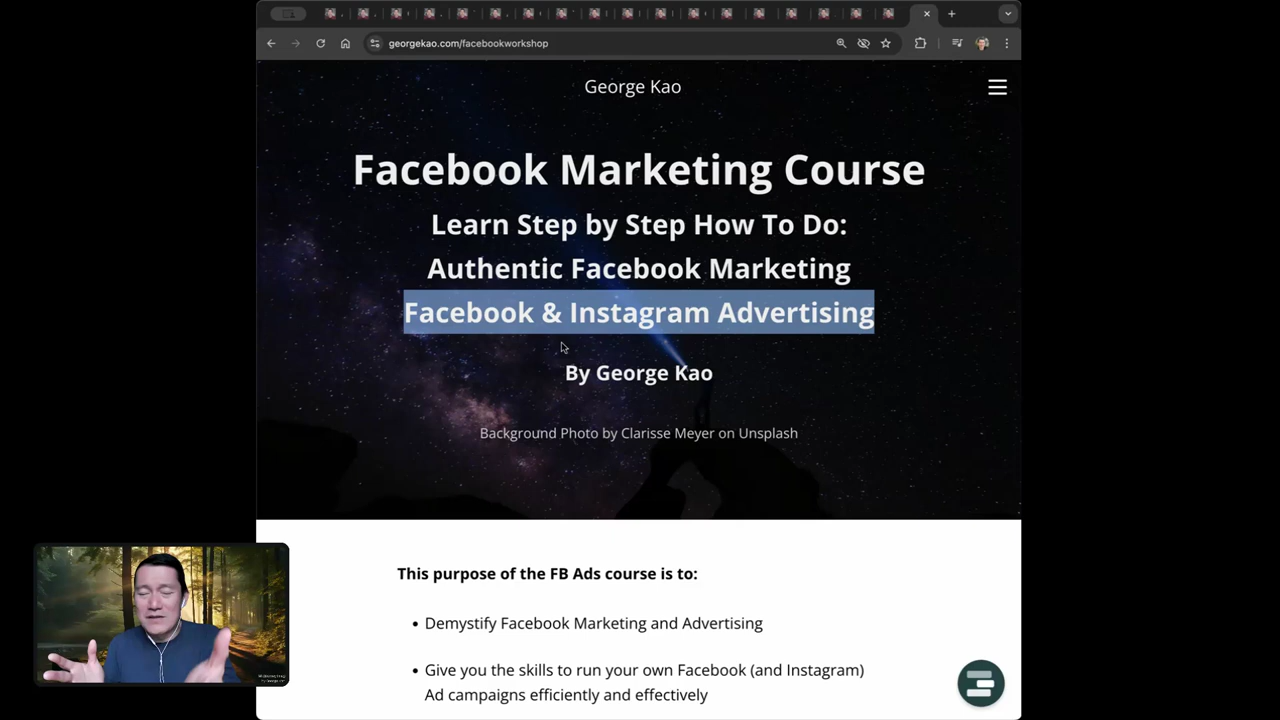 georgekao.com/facebookworkshop
George Kao
Facebook Marketing Course
Learn Step by Step How To Do:
Authentic Facebook Marketing
Facebook & Instagram Advertising
By George Kao
Background Photo by Clarisse Meyer on Unsplash
This purpose of the FB Ads course is to:
• Demystify Facebook Marketing and Advertising
• Give you the skills to run your own Facebook (and Instagram)
Ad campaigns efficiently and effectively